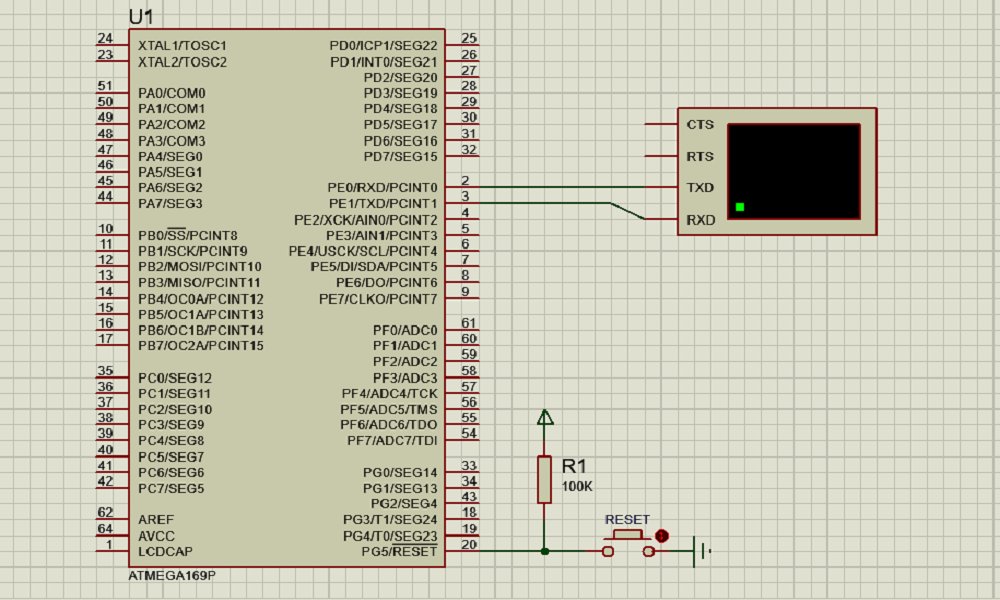 U1
24 XTAL1/TOSC1
23 XTAL2/TOSC2
51 PA0/COM0
50 PA1/COM1
49 PA2/COM2
48 PA3/COM3
47 PA4/SEG0
46 PA5/SEG1
45 PA6/SEG2
44 PA7/SEG3
10 PB0/SS/PCINT8
11 PB1/SCK/PCINT9
12 PB2/MOSI/PCINT10
13 PB3/MISO/PCINT11
14 PB4/OC0A/PCINT12
15 PB5/OC1A/PCINT13
16 PB6/OC1B/PCINT14
17 PB7/OC2A/PCINT15
35 PC0/SEG12
36 PC1/SEG11
37 PC2/SEG10
38 PC3/SEG9
39 PC4/SEG8
40 PC5/SEG7
41 PC6/SEG6
42 PC7/SEG5
62 AREF
64 AVCC
1 LCDCAP
PD0/ICP1/SEG22 25
PD1/INT0/SEG21 26
PD2/SEG20 27
PD3/SEG19 28
PD4/SEG18 29
PD5/SEG17 30
PD6/SEG16 31
PD7/SEG15 32
PE0/RXD/PCINT0 2
PE1/TXD/PCINT1 3
PE2/XCK/AIN0/PCINT2 4
PE3/AIN1/PCINT3 5
PE4/USCK/SCL/PCINT4 6
PE5/DI/SDA/PCINT5 7
PE6/DO/PCINT6 8
PE7/CLKO/PCINT7 9
PF0/ADC0 61
PF1/ADC1 60
PF2/ADC2 59
PF3/ADC3 58
PF4/ADC4/TCK 57
PF5/ADC5/TMS 56
PF6/ADC6/TDO 55
PF7/ADC7/TDI 54
PG0/SEG14 33
PG1/SEG13 34
PG2/SEG4 43
PG3/T1/SEG24 18
PG4/T0/SEG23 19
PG5/RESET 20
ATMEGA169P
CTS
RTS
TXD
RXD
R1
100K
RESET